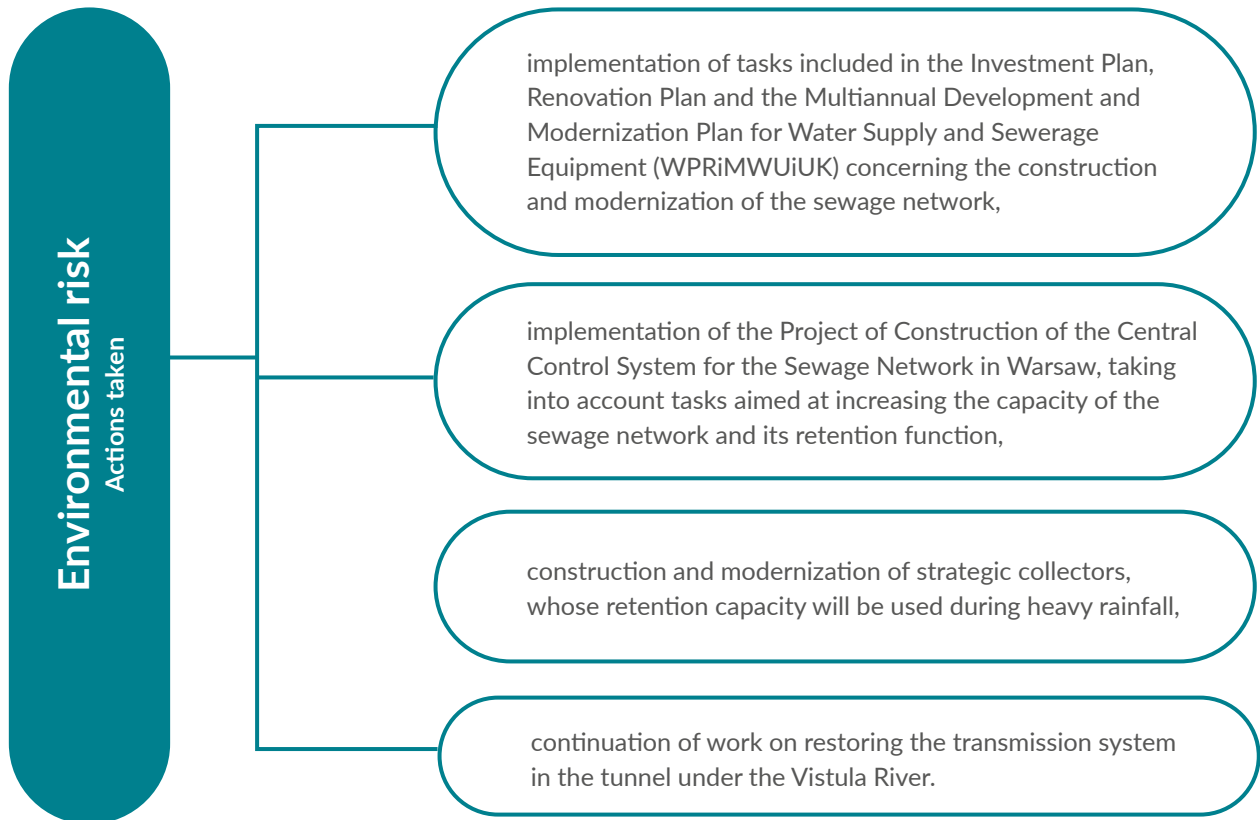 Environmental risk
Actions taken
implementation of tasks included in the Investment Plan,
Renovation Plan and the Multiannual Development and
Modernization Plan for Water Supply and Sewerage
Equipment (WPRiMWUiUK) concerning the construction
and modernization of the sewage network,
implementation of the Project of Construction of the Central
Control System for the Sewage Network in Warsaw, taking
into account tasks aimed at increasing the capacity of the
sewage network and its retention function,
construction and modernization of strategic collectors,
whose retention capacity will be used during heavy rainfall,
continuation of work on restoring the transmission system
in the tunnel under the Vistula River.